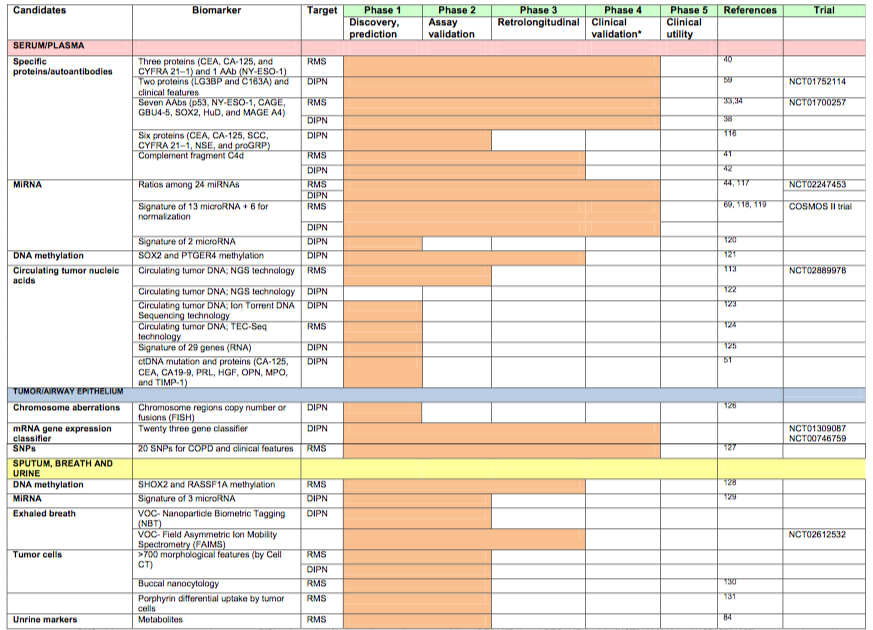 Candidates Biomarker Target Phase 1 Phase 2 Phase 3 Phase 4 Phase 5 References Trial
Discovery, Assay Retrolongitudinal Clinical Clinical
prediction validation validation* utility
SERUM/PLASMA
Specific Three proteins (CEA, CA-125, and RMS 40
proteins/autoantibodies CYFRA 21–1) and 1 AAb (NY-ESO-1)
Two proteins (LG3BP and C163A) and DIPN 59 NCT01752114
clinical features
Seven AAbs (p53, NY-ESO-1, CAGE, RMS 33,34 NCT01700257
GBU4-5, SOX2, HuD, and MAGE A4)
DIPN 38
Six proteins (CEA, CA-125, SCC, DIPN 116
CYFRA 21–1, NSE, and proGRP)
Complement fragment C4d RMS 41
DIPN 42
MiRNA Ratios among 24 miRNAs RMS 44, 117 NCT02247453
DIPN
Signature of 13 microRNA + 6 for RMS 69, 118, 119 COSMOS II trial
normalization
DIPN
Signature of 2 microRNA DIPN 120
DNA methylation SOX2 and PTGER4 methylation DIPN 121
Circulating tumor nucleic Circulating tumor DNA; NGS technology RMS 113 NCT02889978
acids
Circulating tumor DNA; NGS technology DIPN 122
Circulating tumor DNA; Ion Torrent DNA DIPN 123
Sequencing technology
Circulating tumor DNA; TEC-Seq RMS 124
technology
Signature of 29 genes (RNA) DIPN 125
ctDNA mutation and proteins (CA-125, DIPN 51
CEA, CA19-9, PRL, HGF, OPN, MPO,
and TIMP-1)
TUMOR/AIRWAY EPITHELIUM
Chromosome aberrations Chromosome regions copy number or DIPN 126
fusions (FISH)
mRNA gene expression Twenty three gene classifier DIPN NCT01309087
classifier NCT00746759
SNPs 20 SNPs for COPD and clinical features RMS 127
SPUTUM, BREATH AND
URINE
DNA methylation SHOX2 and RASSF1A methylation RMS 128
MiRNA Signature of 3 microRNA DIPN 129
Exhaled breath VOC- Nanoparticle Biometric Tagging DIPN
(NBT)
VOC- Field Asymmetric Ion Mobility NCT02612532
Spectrometry (FAIMS)
Tumor cells >700 morphological features (by Cell RMS
CT)
DIPN
Buccal nanocytology RMS 130
Porphyrin differential uptake by tumor RMS 131
cells
Unrine markers Metabolites RMS 84